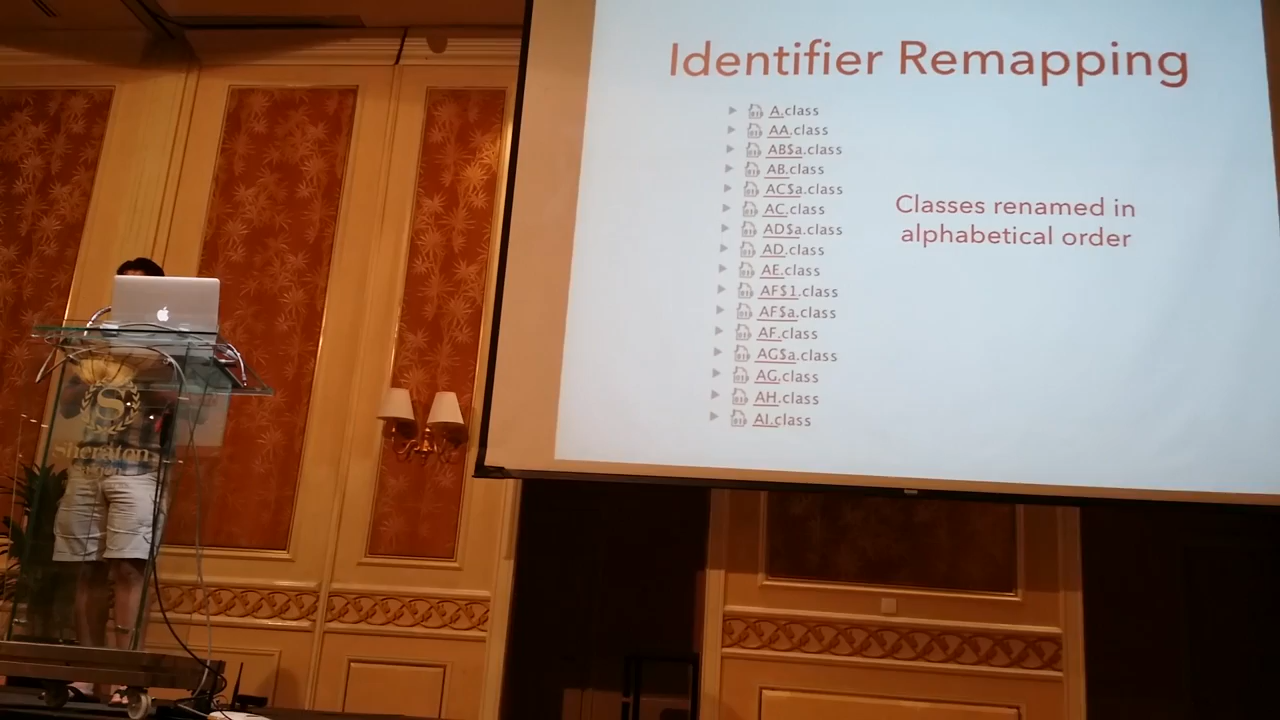 Identifier Remapping
A.class
AA.class
AB$a.class
AB.class
AC$a.class
AC.class
AD$a.class
AD.class
AE.class
AF$1.class
AF$a.class
AF.class
AG$a.class
AG.class
AH.class
AI.class
Classes renamed in
alphabetical order
S
Sheraton